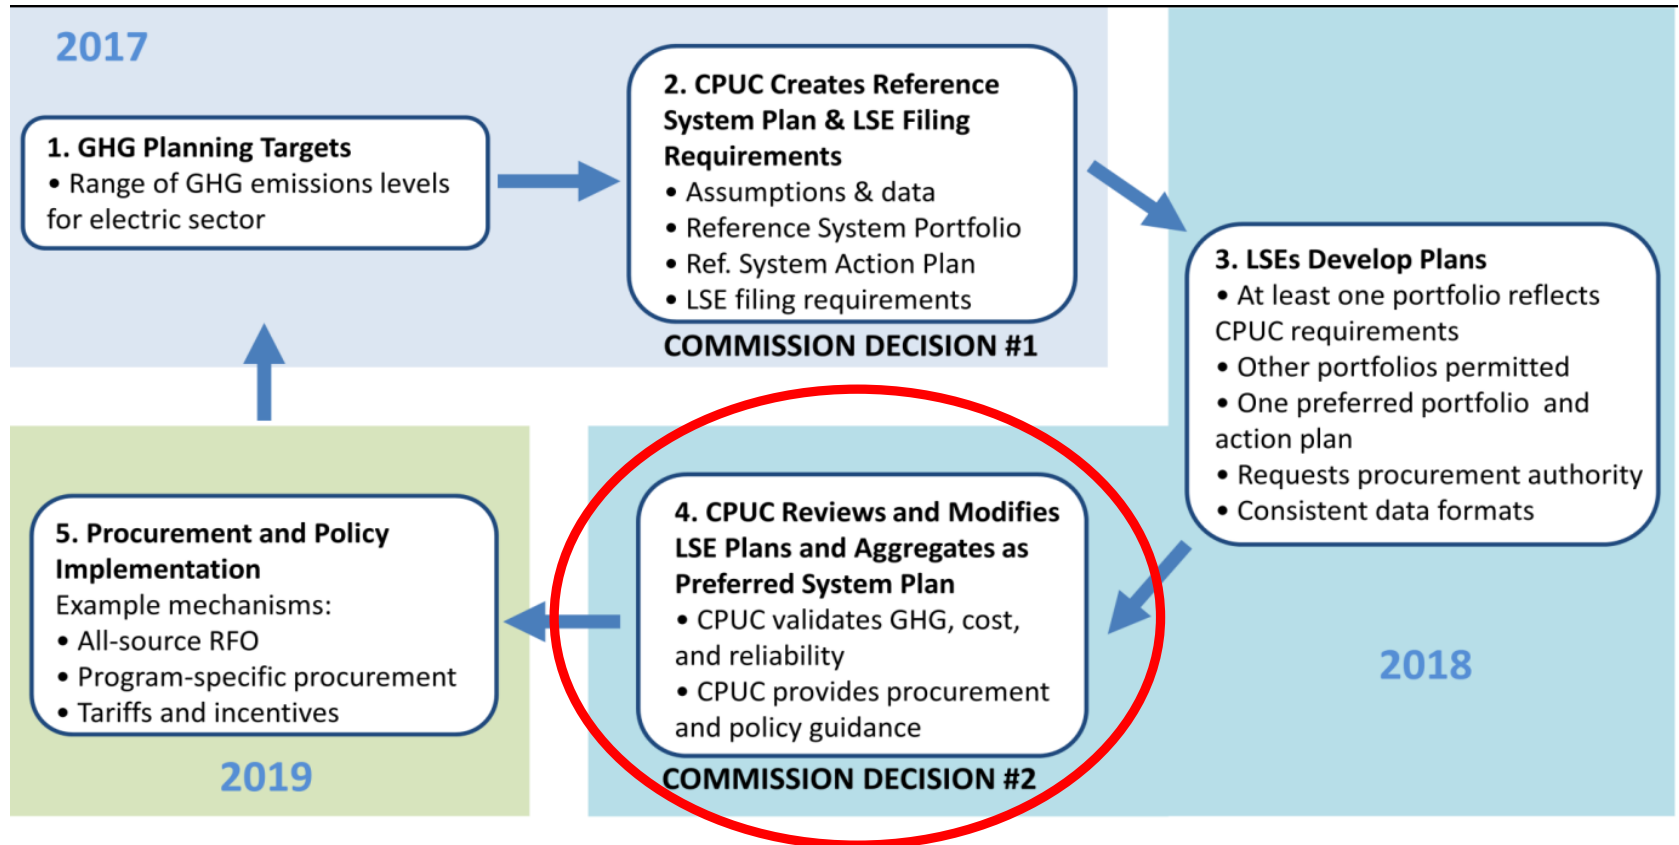 2017
1. GHG Planning Targets
• Range of GHG emissions levels
for electric sector
2. CPUC Creates Reference
System Plan & LSE Filing
Requirements
• Assumptions & data
• Reference System Portfolio
• Ref. System Action Plan
• LSE filing requirements
COMMISSION DECISION #1
3. LSEs Develop Plans
• At least one portfolio reflects
CPUC requirements
• Other portfolios permitted
• One preferred portfolio and
action plan
• Requests procurement authority
• Consistent data formats
2018
4. CPUC Reviews and Modifies
LSE Plans and Aggregates as
Preferred System Plan
• CPUC validates GHG, cost,
and reliability
• CPUC provides procurement
and policy guidance
COMMISSION DECISION #2
5. Procurement and Policy
Implementation
Example mechanisms:
• All-source RFO
• Program-specific procurement
• Tariffs and incentives
2019